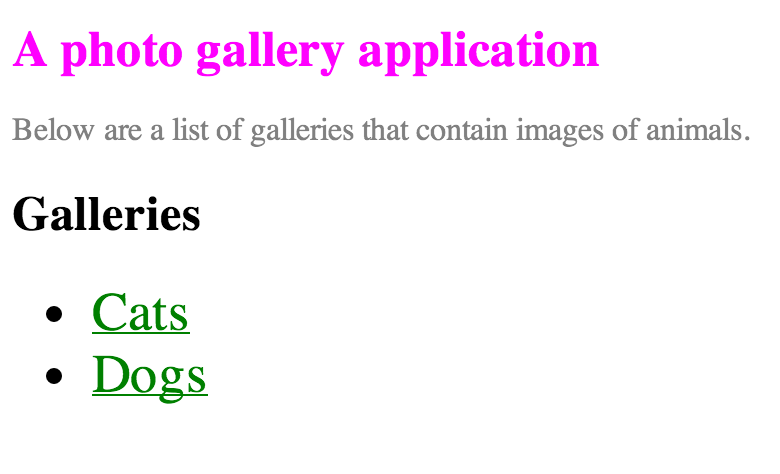 A photo gallery application
Below are a list of galleries that contain images of animals.
Galleries
Cats
Dogs